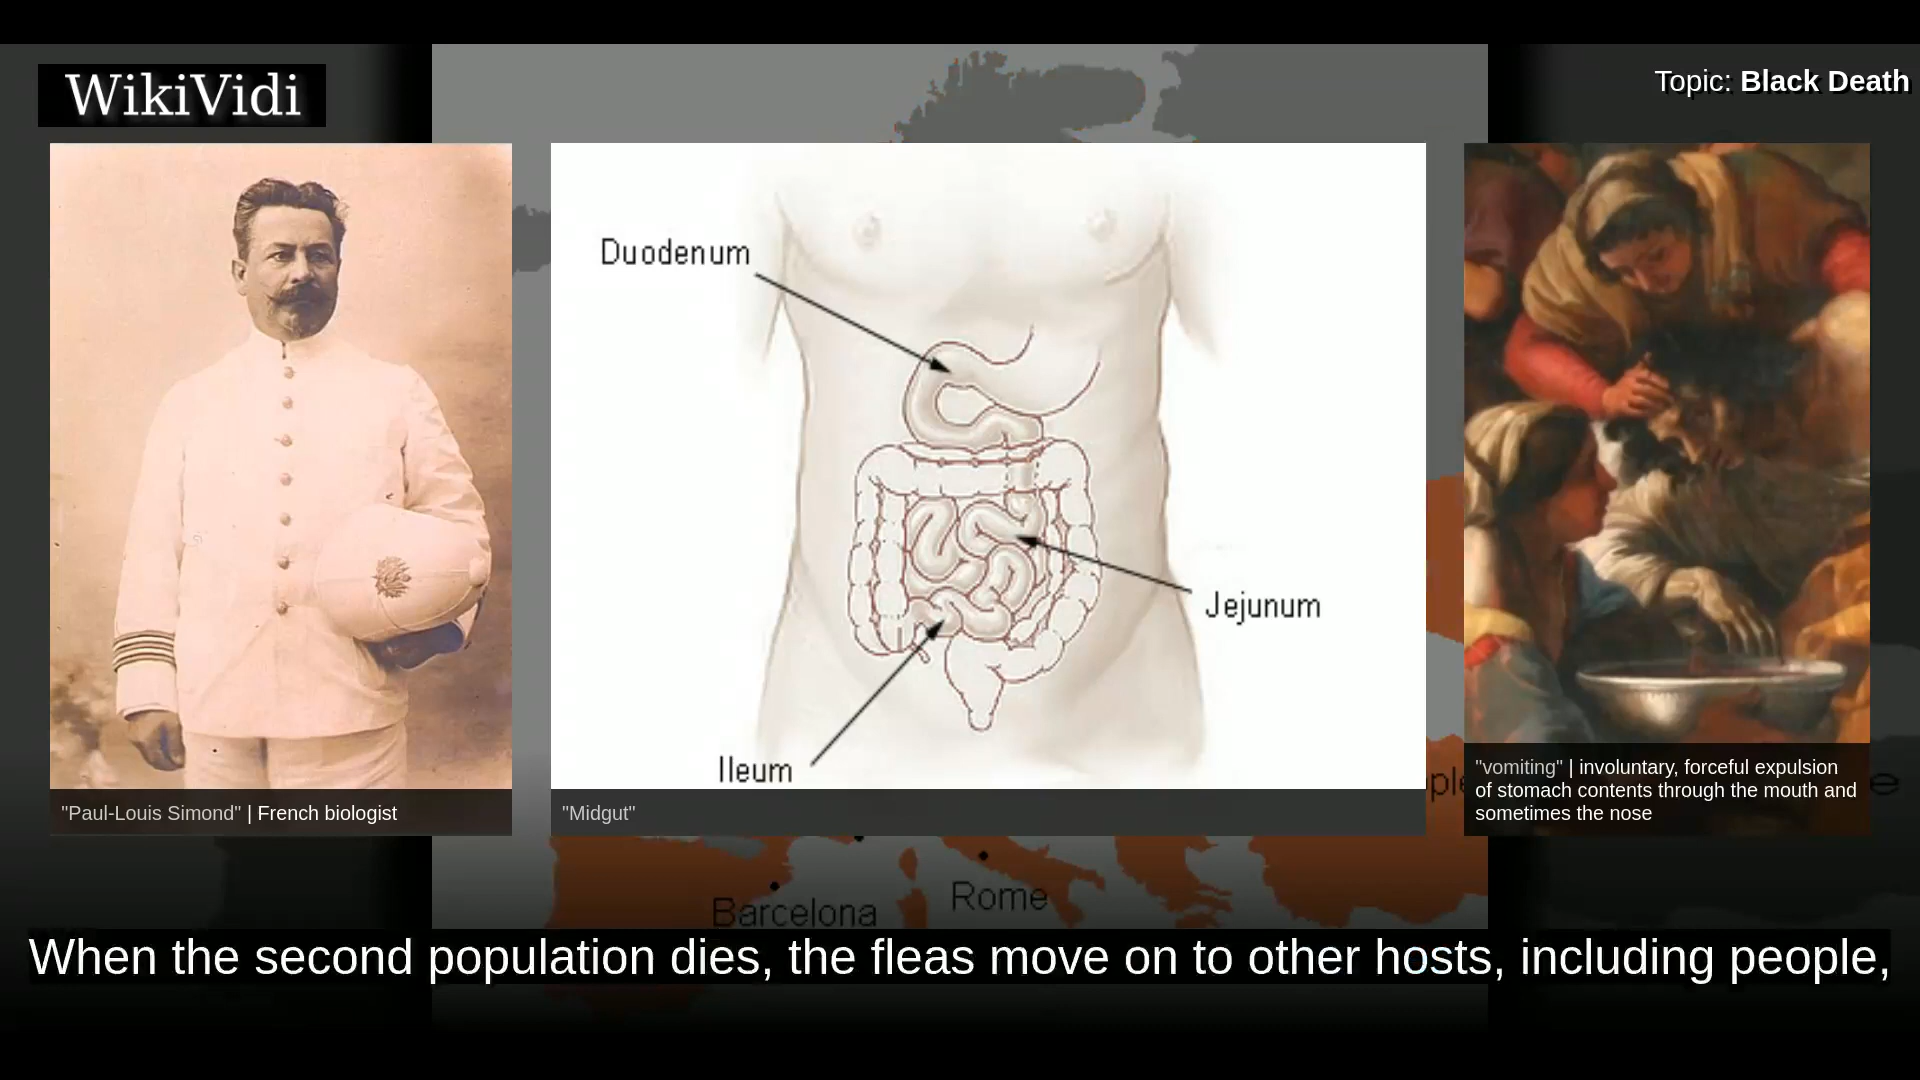 WikiVidi
Topic: Black Death
Duodenum
Jejunum
Ileum
"Paul-Louis Simond" | French biologist
"Midgut"
"vomiting" | involuntary, forceful expulsion
of stomach contents through the mouth and
sometimes the nose
Barcelona
Rome
When the second population dies, the fleas move on to other hosts, including people,